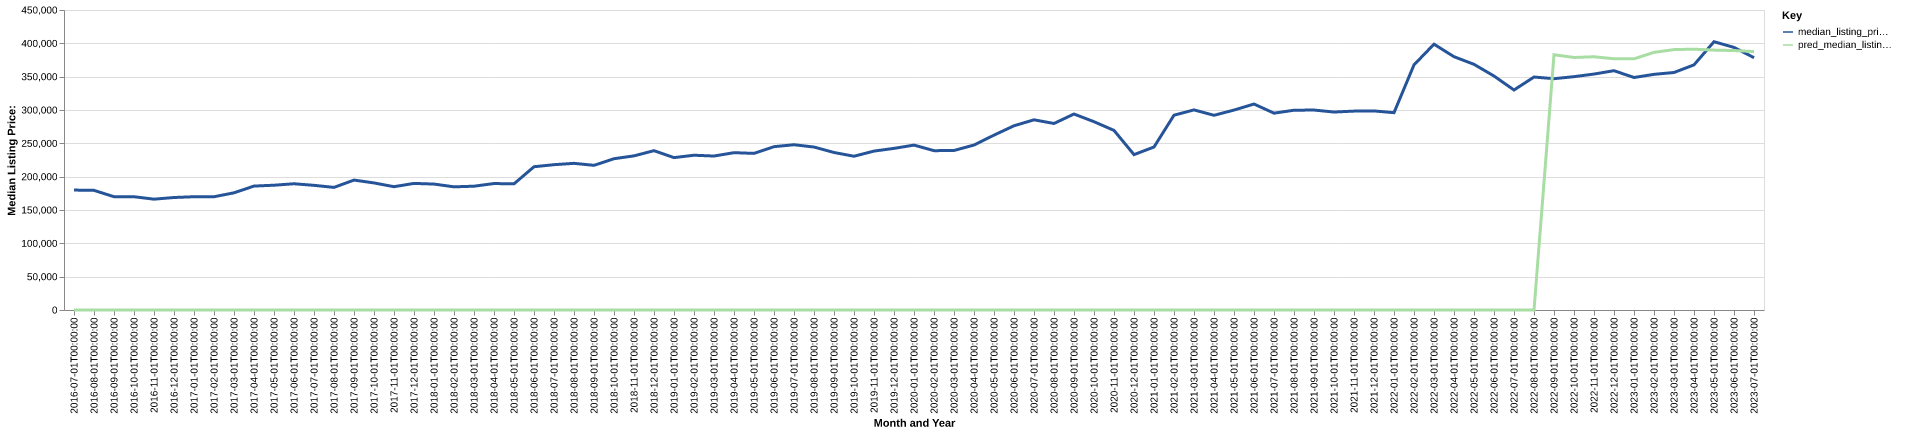 450,000
400,000
350,000
300,000
250,000
200,000
150,000
100,000
50,000
0
Median Listing Price:
Key
median_listing_pri…
pred_median_listin…
2016-07-01T00:00:00
2016-08-01T00:00:00
2016-09-01T00:00:00
2016-10-01T00:00:00
2016-11-01T00:00:00
2016-12-01T00:00:00
2017-01-01T00:00:00
2017-02-01T00:00:00
2017-03-01T00:00:00
2017-04-01T00:00:00
2017-05-01T00:00:00
2017-06-01T00:00:00
2017-07-01T00:00:00
2017-08-01T00:00:00
2017-09-01T00:00:00
2017-10-01T00:00:00
2017-11-01T00:00:00
2017-12-01T00:00:00
2018-01-01T00:00:00
2018-02-01T00:00:00
2018-03-01T00:00:00
2018-04-01T00:00:00
2018-05-01T00:00:00
2018-06-01T00:00:00
2018-07-01T00:00:00
2018-08-01T00:00:00
2018-09-01T00:00:00
2018-10-01T00:00:00
2018-11-01T00:00:00
2018-12-01T00:00:00
2019-01-01T00:00:00
2019-02-01T00:00:00
2019-03-01T00:00:00
2019-04-01T00:00:00
2019-05-01T00:00:00
2019-06-01T00:00:00
2019-07-01T00:00:00
2019-08-01T00:00:00
2019-09-01T00:00:00
2019-10-01T00:00:00
2019-11-01T00:00:00
2019-12-01T00:00:00
2020-01-01T00:00:00
2020-02-01T00:00:00
2020-03-01T00:00:00
2020-04-01T00:00:00
2020-05-01T00:00:00
2020-06-01T00:00:00
2020-07-01T00:00:00
2020-08-01T00:00:00
2020-09-01T00:00:00
2020-10-01T00:00:00
2020-11-01T00:00:00
2020-12-01T00:00:00
2021-01-01T00:00:00
2021-02-01T00:00:00
2021-03-01T00:00:00
2021-04-01T00:00:00
2021-05-01T00:00:00
2021-06-01T00:00:00
2021-07-01T00:00:00
2021-08-01T00:00:00
2021-09-01T00:00:00
2021-10-01T00:00:00
2021-11-01T00:00:00
2021-12-01T00:00:00
2022-01-01T00:00:00
2022-02-01T00:00:00
2022-03-01T00:00:00
2022-04-01T00:00:00
2022-05-01T00:00:00
2022-06-01T00:00:00
2022-07-01T00:00:00
2022-08-01T00:00:00
2022-09-01T00:00:00
2022-10-01T00:00:00
2022-11-01T00:00:00
2022-12-01T00:00:00
2023-01-01T00:00:00
2023-02-01T00:00:00
2023-03-01T00:00:00
2023-04-01T00:00:00
2023-05-01T00:00:00
2023-06-01T00:00:00
2023-07-01T00:00:00
Month and Year